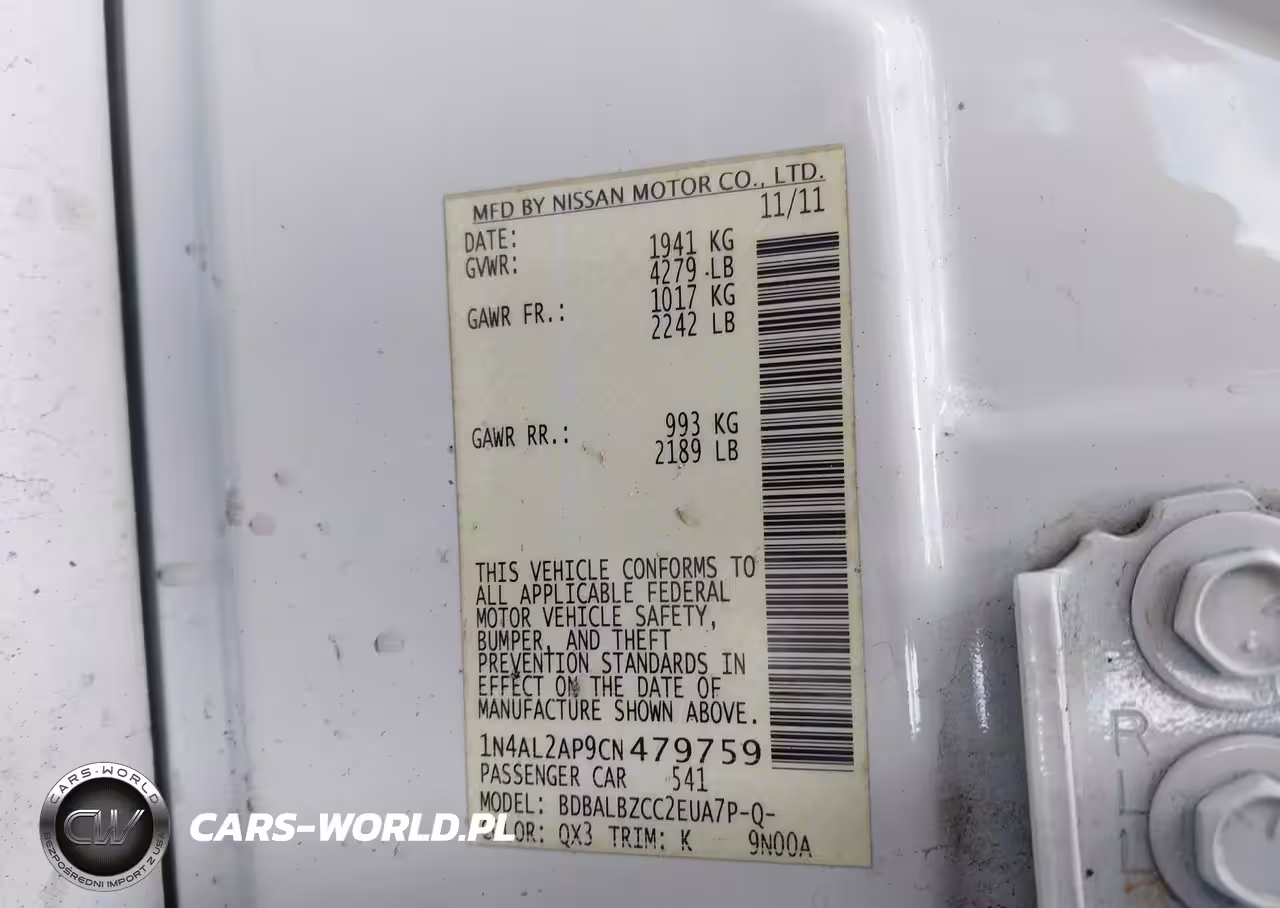 MFD BY NISSAN MOTOR CO., LTD.
DATE: 11/11
GVWR: 1941 KG
4279 LB
GAWR FR.: 1017 KG
2242 LB
GAWR RR.: 993 KG
2189 LB
THIS VEHICLE CONFORMS TO
ALL APPLICABLE FEDERAL
MOTOR VEHICLE SAFETY,
BUMPER, AND THEFT
PREVENTION STANDARDS IN
EFFECT ON THE DATE OF
MANUFACTURE SHOWN ABOVE.
1N4AL2AP9CN479759
PASSENGER CAR 541
MODEL: BDBALBZCC2EUA7P-Q-
QX3 TRIM: K 9N00A
R
CARS-WORLD
CW
BEZPOŚREDNI IMPORT Z USA
CARS-WORLD.PL